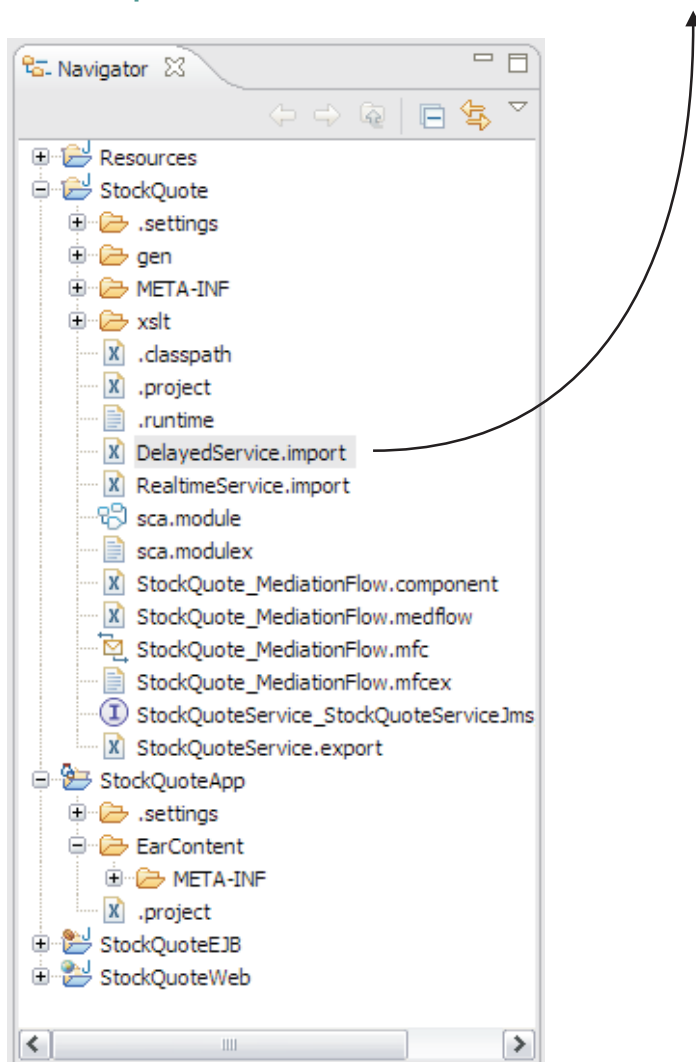 Navigator
Resources
StockQuote
.settings
gen
META-INF
xslt
.classpath
.project
.runtime
DelayedService.import
RealtimeService.import
sca.module
sca.modulex
StockQuote_MediationFlow.component
StockQuote_MediationFlow.medflow
StockQuote_MediationFlow.mfc
StockQuote_MediationFlow.mfcex
StockQuoteService_StockQuoteServiceJms
StockQuoteService.export
StockQuoteApp
.settings
EarContent
META-INF
.project
StockQuoteEJB
StockQuoteWeb